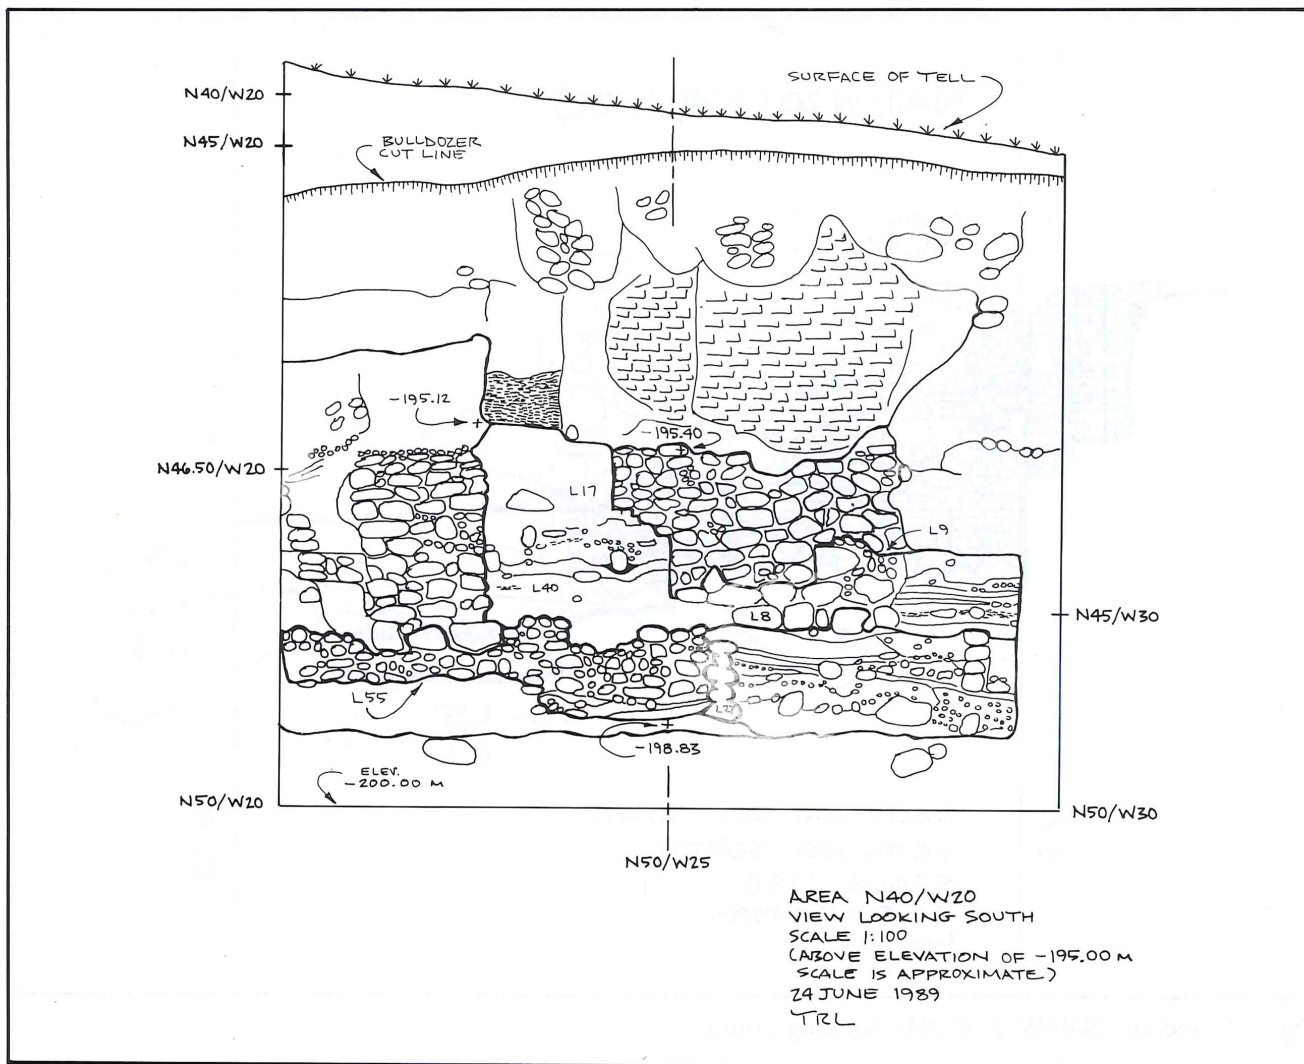 SURFACE OF TELL
N40/W20
N45/W20
BULLDOZER
CUT LINE
-195.12
-195.40
N46.50/W20
L17
L9
L40
L8
N45/W30
L55
L27
-198.83
ELEV.
-200.00 M
N50/W20
N50/W30
N50/W25
AREA N40/W20
VIEW LOOKING SOUTH
SCALE 1:100
(ABOVE ELEVATION OF -195.00 M
SCALE IS APPROXIMATE)
24 JUNE 1989
TRL